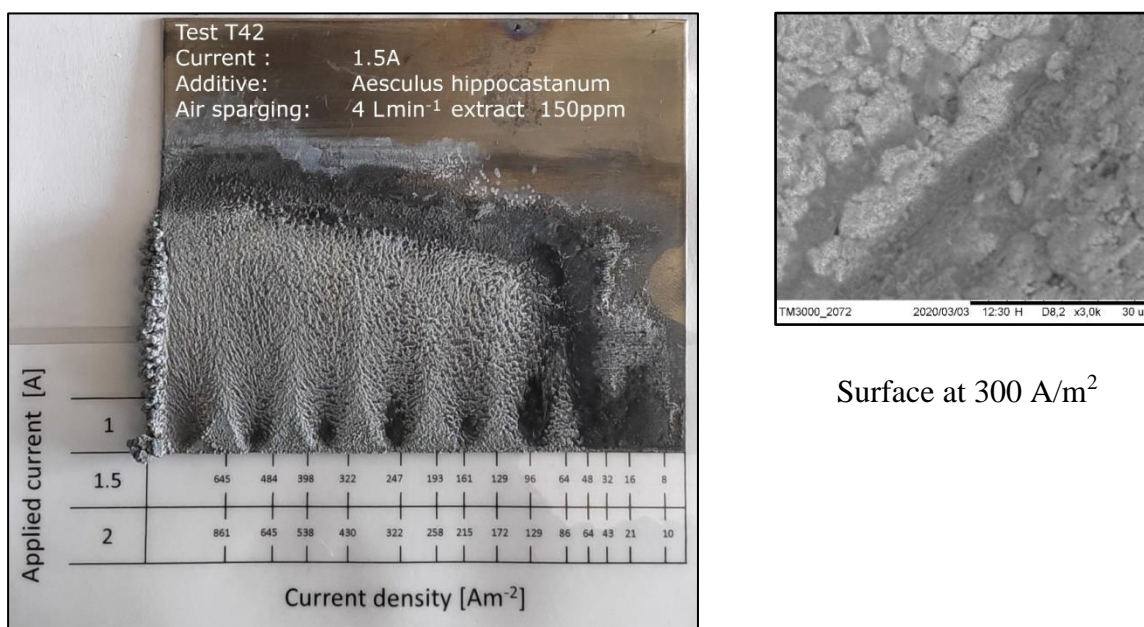 Test T42
Current : 1.5A
Additive: Aesculus hippocastanum
Air sparging: 4 Lmin⁻¹ extract 150ppm
Applied current [A]
1
1.5 645 484 398 322 247 193 161 129 96 64 48 32 16 8
2 861 645 538 430 322 258 215 172 129 86 64 43 21 10
Current density [Am⁻²]
TM3000_2072 2020/03/03 12:30 H D8,2 x3,0k 30 u
Surface at 300 A/m²